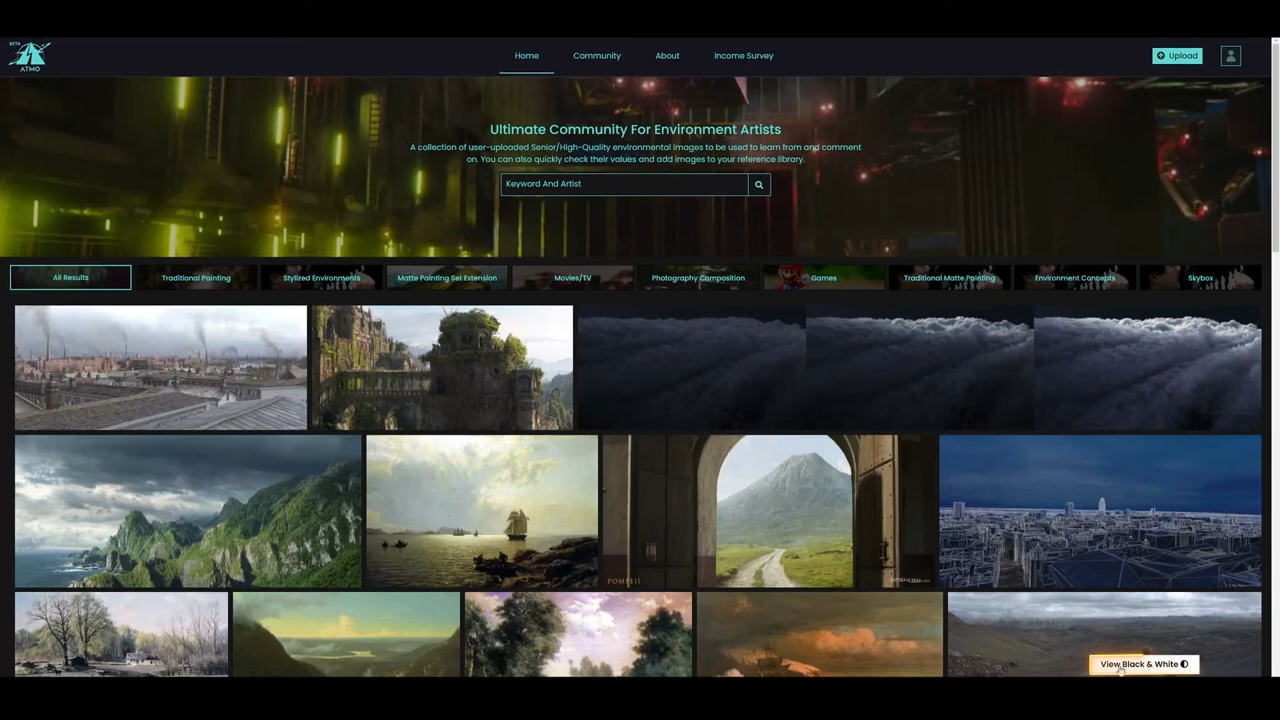 BETA
ATMO
Home
Community
About
Income Survey
Upload
Ultimate Community For Environment Artists
A collection of user-uploaded Senior/High-Quality environmental images to be used to learn from and comment
on. You can also quickly check their values and add images to your reference library.
Keyword And Artist
All Results
Traditional Painting
Stylized Environments
Matte Painting Set Extension
Movies/TV
Photography Composition
Games
Traditional Matte Painting
Environment Concepts
Skybox
POMPEII
View Black & White